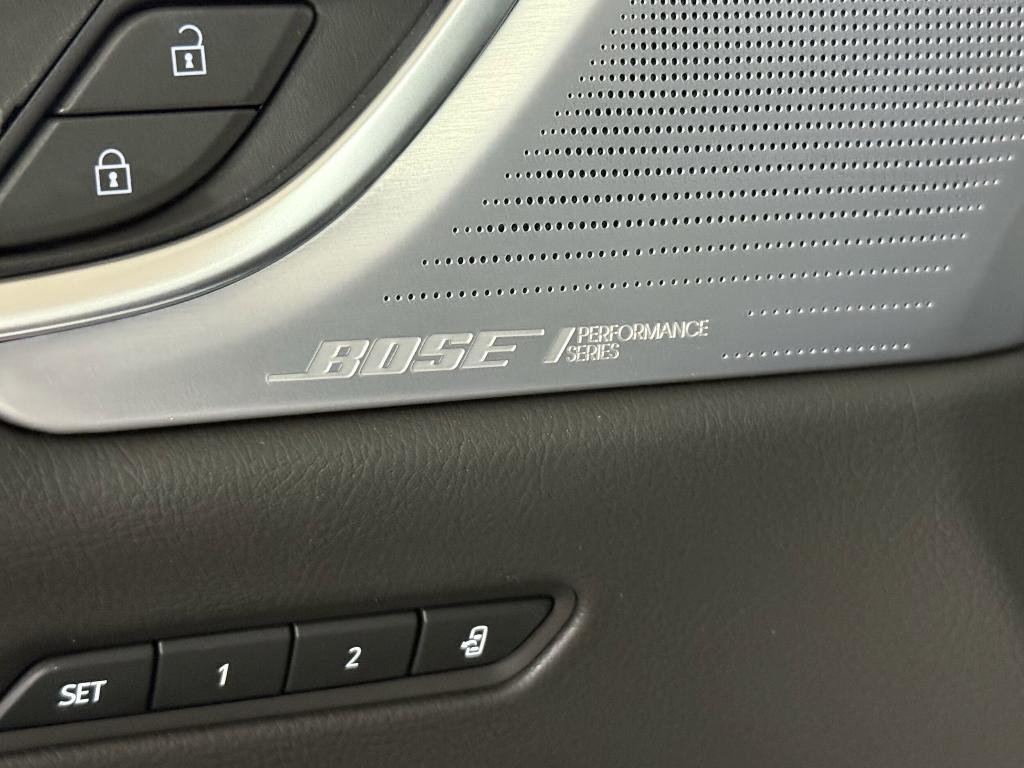 BOSE
PERFORMANCE
SERIES
SET
1
2